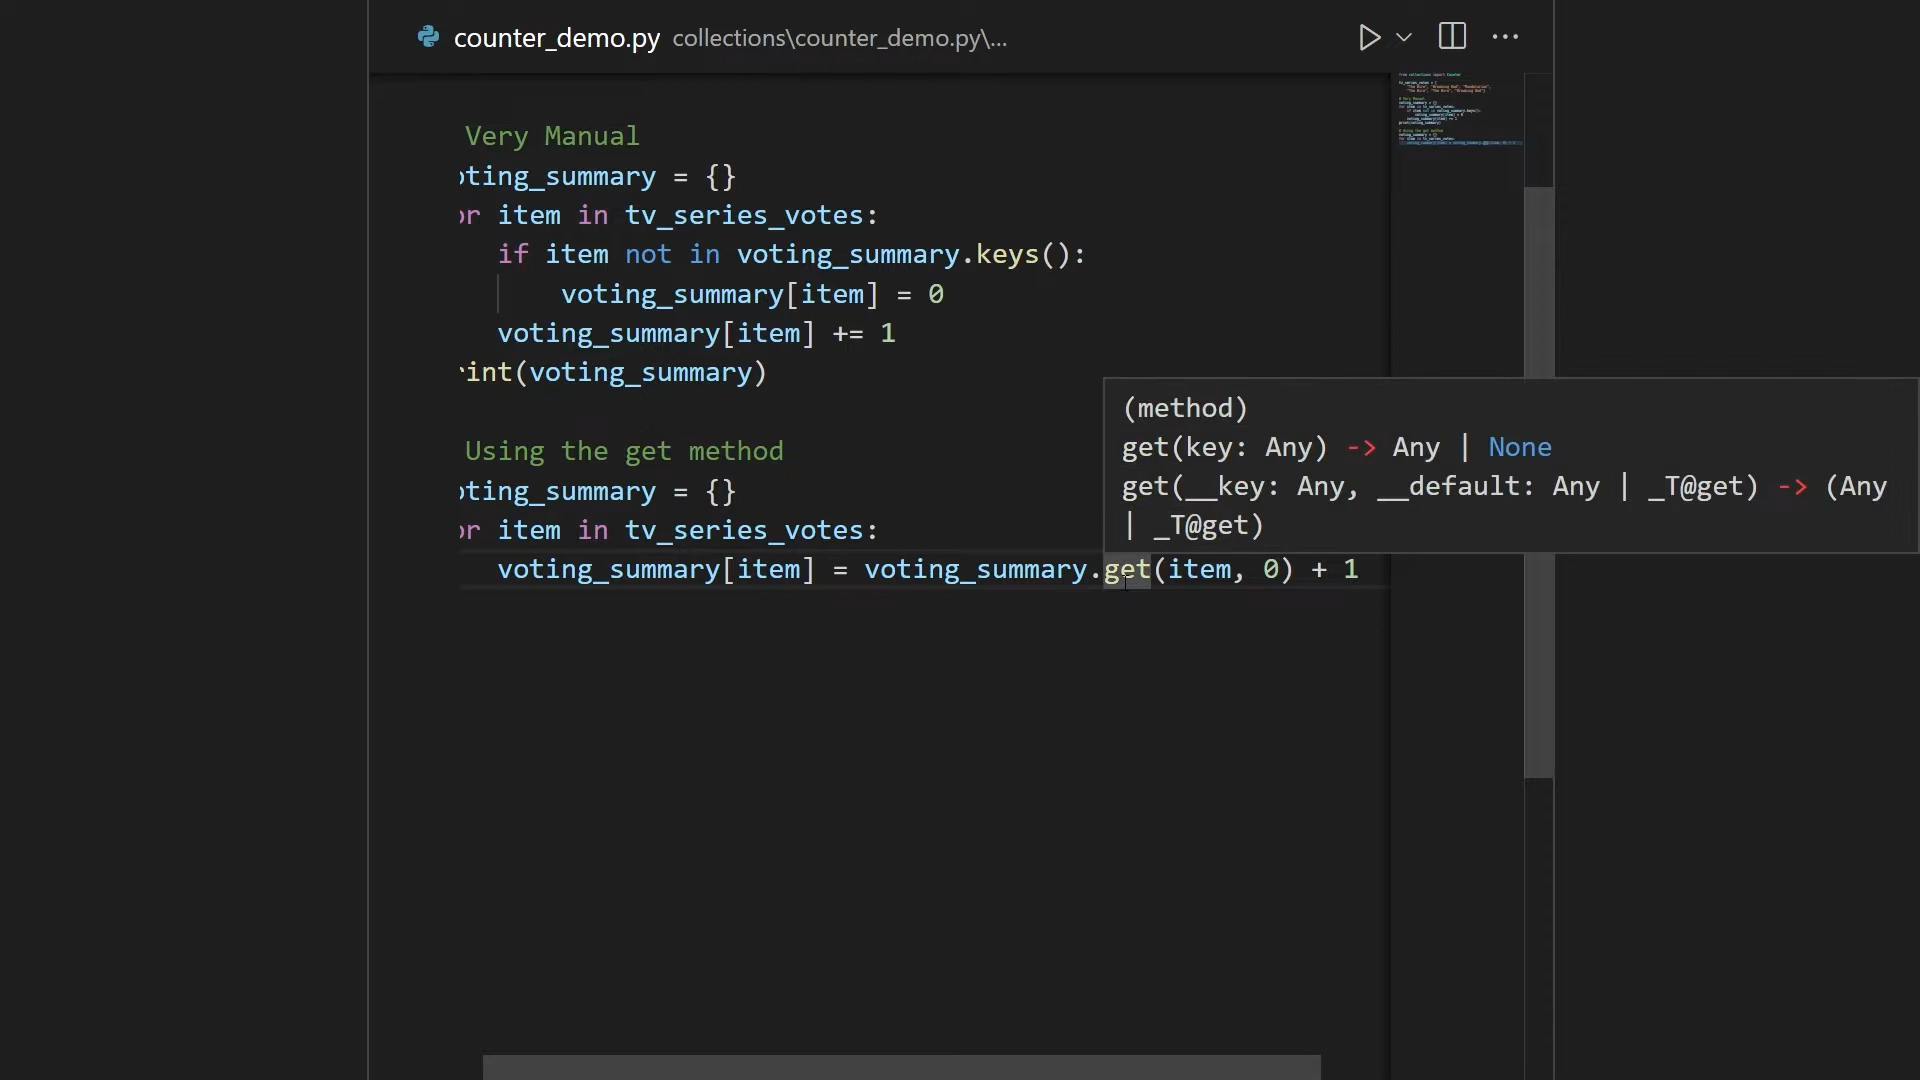 counter_demo.py collections\counter_demo.py\...
Very Manual
oting_summary = {}
or item in tv_series_votes:
if item not in voting_summary.keys():
voting_summary[item] = 0
voting_summary[item] += 1
rint(voting_summary)
(method)
get(key: Any) -> Any | None
get(__key: Any, __default: Any | _T@get) -> (Any
| _T@get)
Using the get method
oting_summary = {}
or item in tv_series_votes:
voting_summary[item] = voting_summary.get(item, 0) + 1